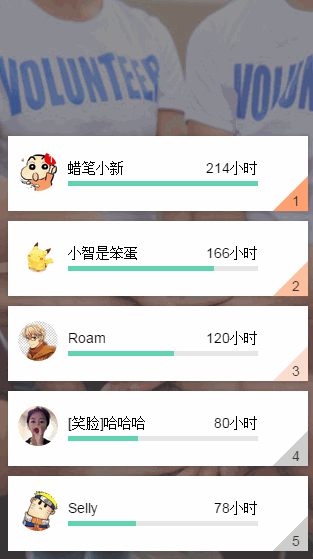 VOLUNTEER
VOLUN
蜡笔小新 214小时
1
小智是笨蛋 166小时
2
Roam 120小时
3
[笑脸]哈哈哈 80小时
4
Selly 78小时
5